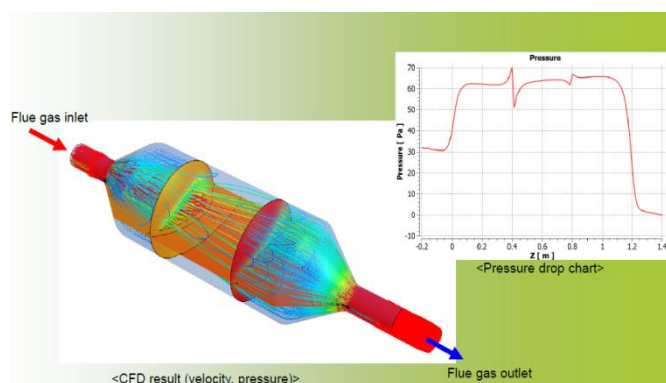 Pressure
70
60
50
40
30
20
10
0
-10
Pressure [ Pa ]
-0.2 0 0.2 0.4 0.6 0.8 1 1.2 1.4
Z [ m ]
<Pressure drop chart>
Flue gas inlet
Flue gas outlet
<CFD result (velocity, pressure)>